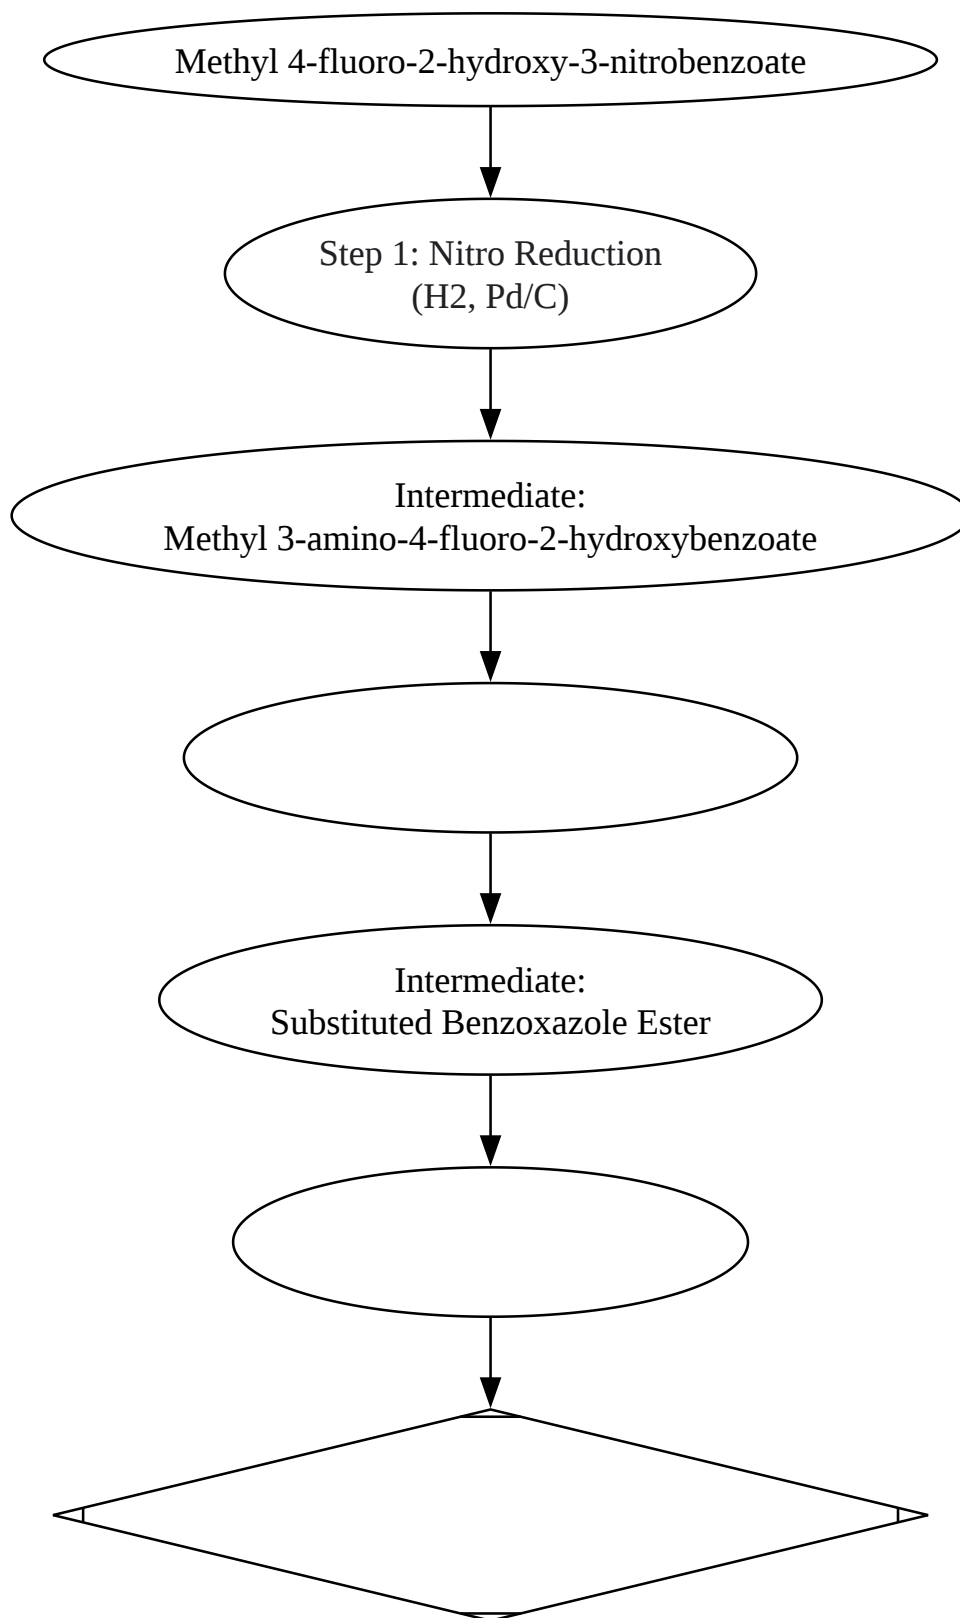 Methyl 4-fluoro-2-hydroxy-3-nitrobenzoate
Step 1: Nitro Reduction
(H2, Pd/C)
Intermediate:
Methyl 3-amino-4-fluoro-2-hydroxybenzoate
Intermediate:
Substituted Benzoxazole Ester